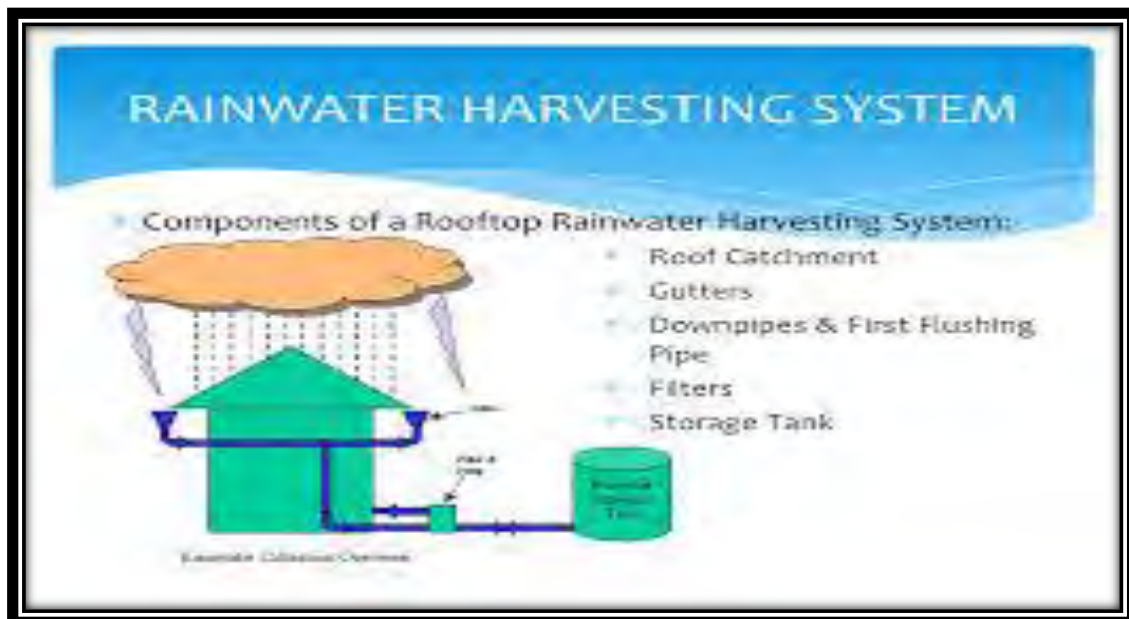 RAINWATER HARVESTING SYSTEM
Components of a Rooftop Rainwater Harvesting System:
Roof Catchment
Gutters
Downpipes & First Flushing
Pipe
Filters
Storage Tank